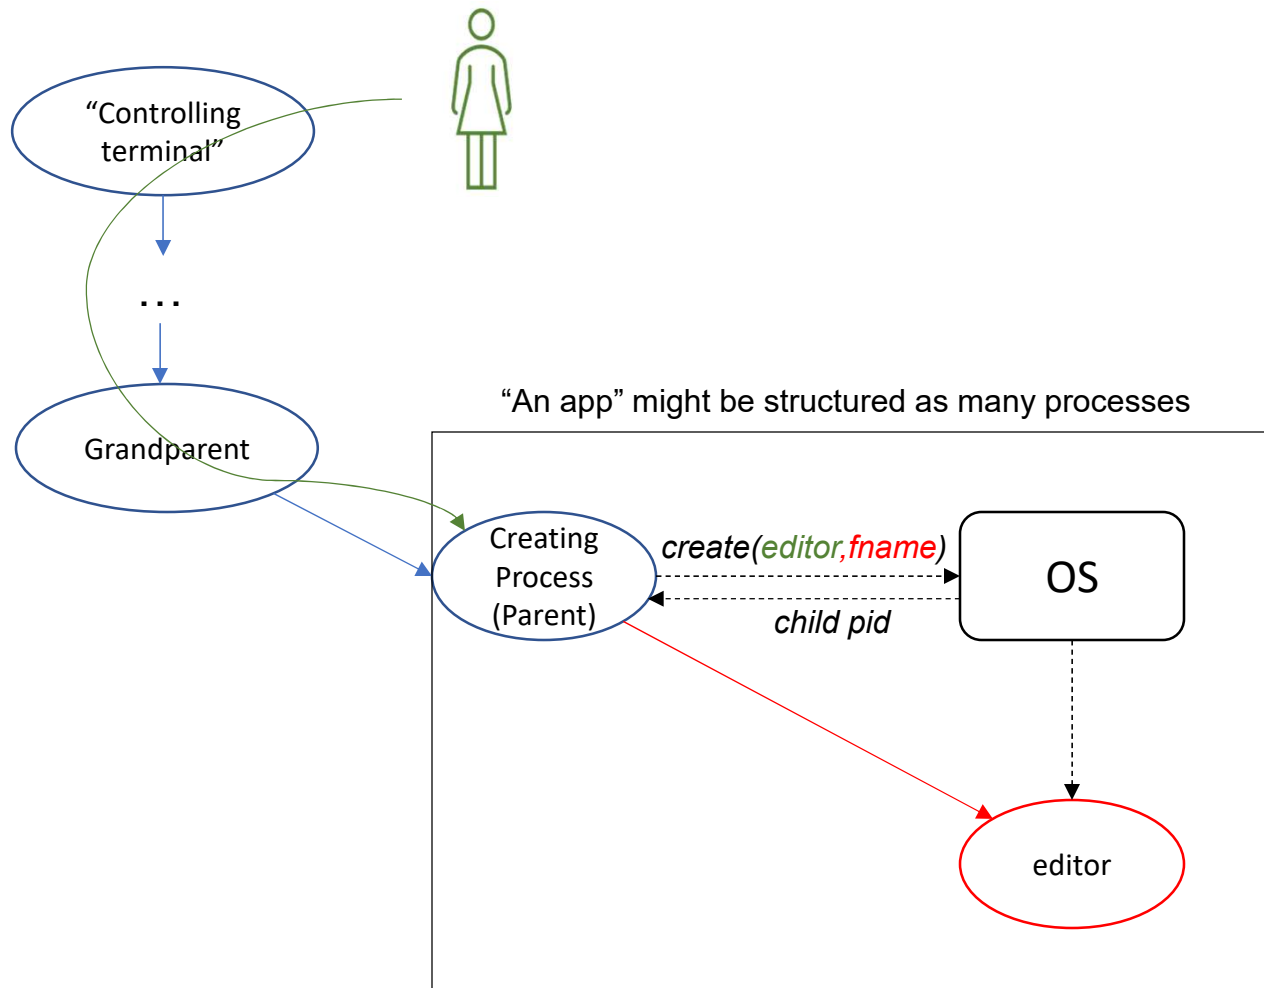 “Controlling
terminal”
...
Grandparent
“An app” might be structured as many processes
Creating
Process
(Parent)
create(editor,fname)
child pid
OS
editor